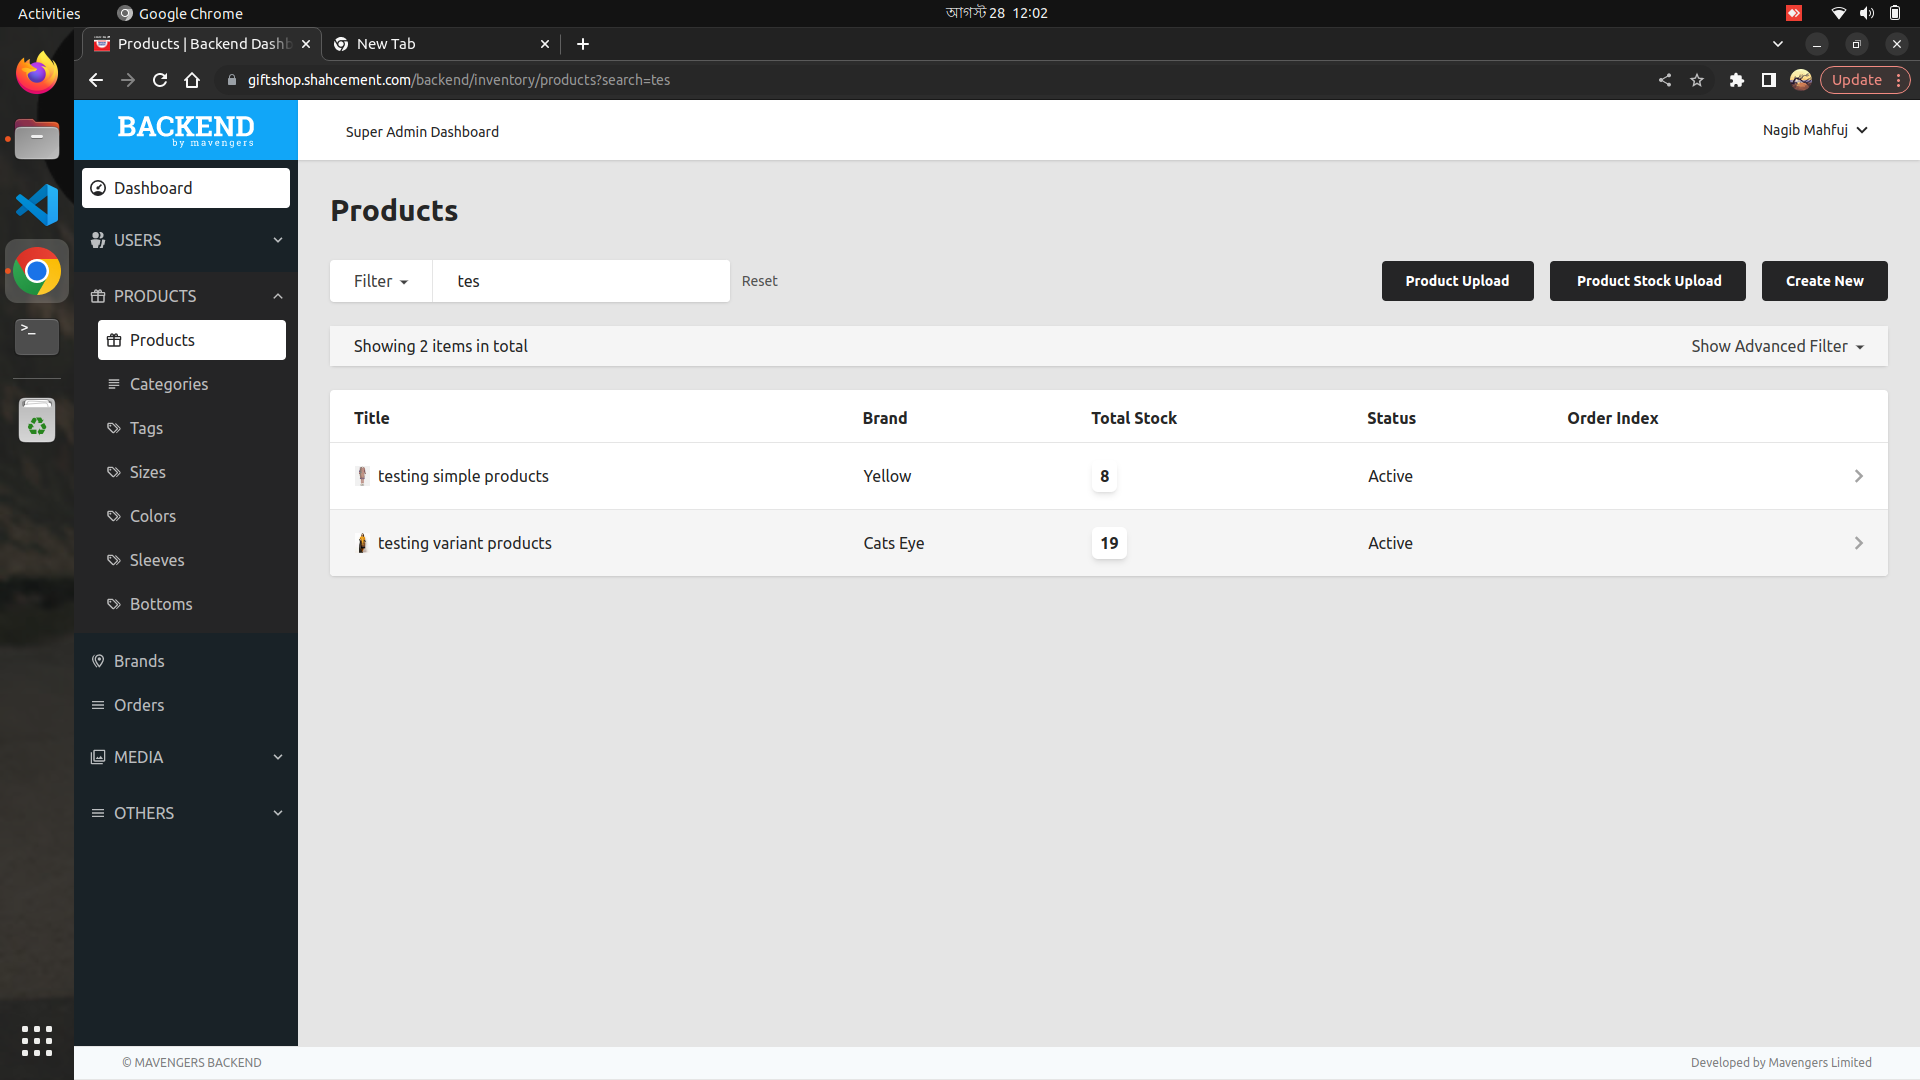 Activities
Google Chrome
আগস্ট 28 12:02
Products | Backend Dashb
New Tab
giftshop.shahcement.com/backend/inventory/products?search=tes
Update
BACKEND
by mavengers
Super Admin Dashboard
Nagib Mahfuj
Dashboard
USERS
PRODUCTS
Products
Categories
Tags
Sizes
Colors
Sleeves
Bottoms
Brands
Orders
MEDIA
OTHERS
Products
Filter
tes
Reset
Product Upload
Product Stock Upload
Create New
Showing 2 items in total
Show Advanced Filter
Title Brand Total Stock Status Order Index
testing simple products Yellow 8 Active
testing variant products Cats Eye 19 Active
© MAVENGERS BACKEND
Developed by Mavengers Limited